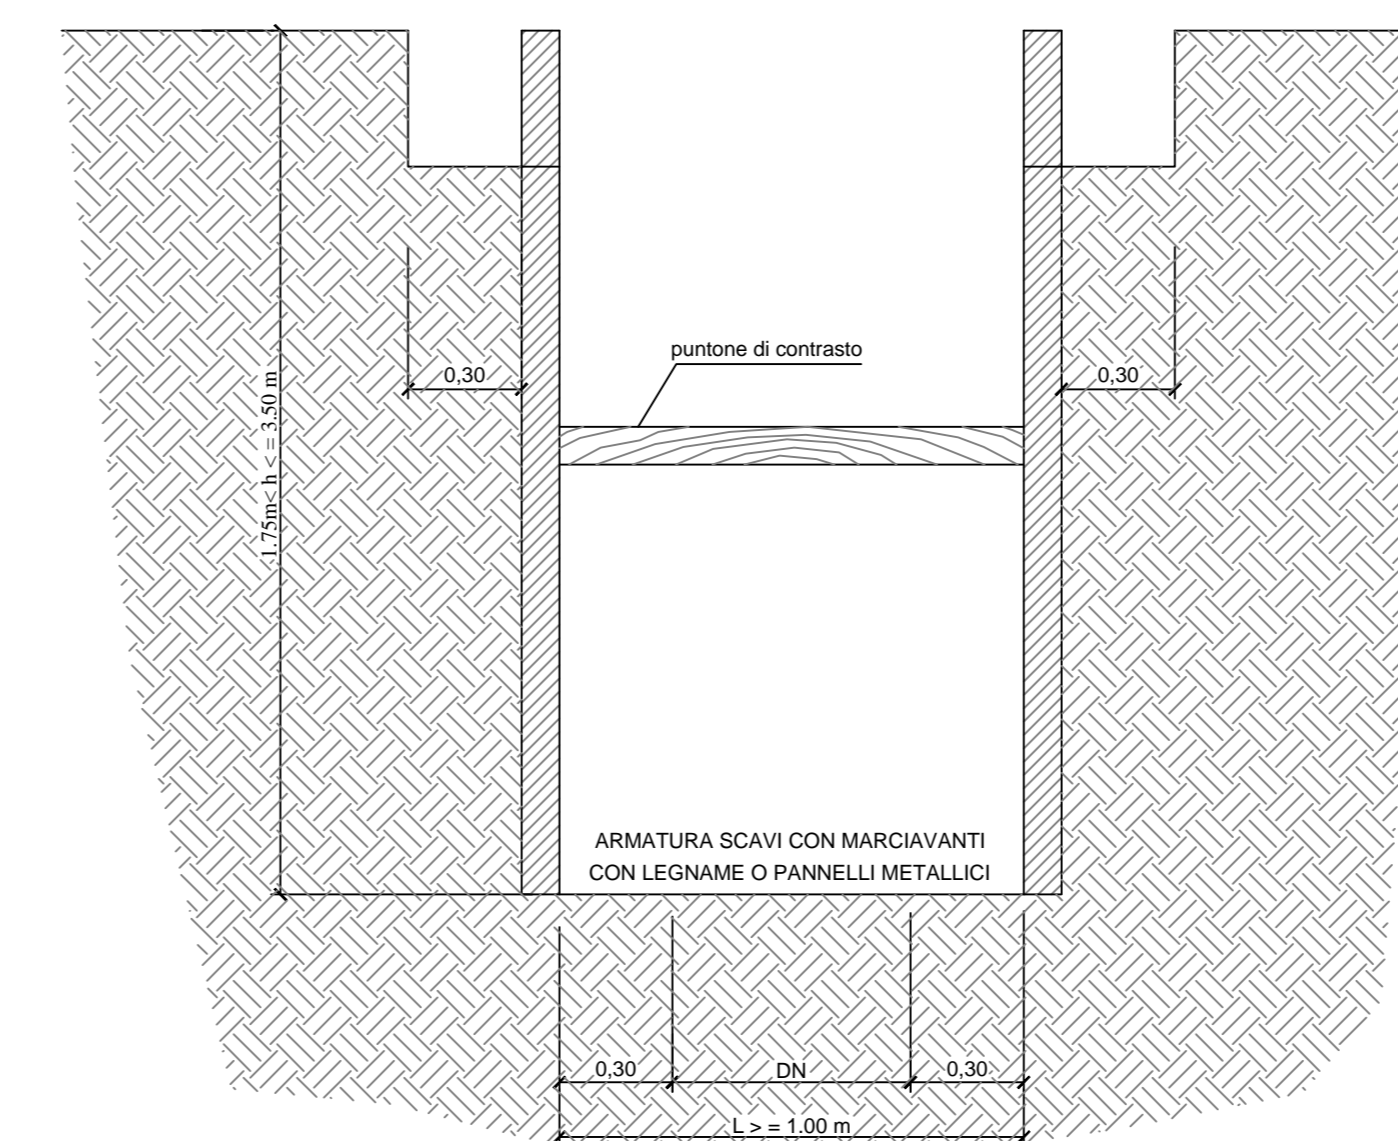 puntone di contrasto
0,30
0,30
1.75m< h < = 3.50 m
ARMATURA SCAVI CON MARCIAVANTI
CON LEGNAME O PANNELLI METALLICI
0,30
DN
0,30
L > = 1.00 m